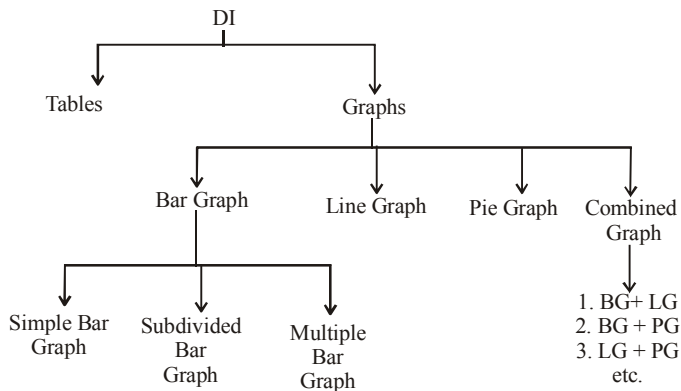 DI
Tables
Graphs
Bar Graph
Line Graph
Pie Graph
Combined
Graph
Simple Bar
Graph
Subdivided
Bar
Graph
Multiple
Bar
Graph
1. BG+ LG
2. BG + PG
3. LG + PG
etc.